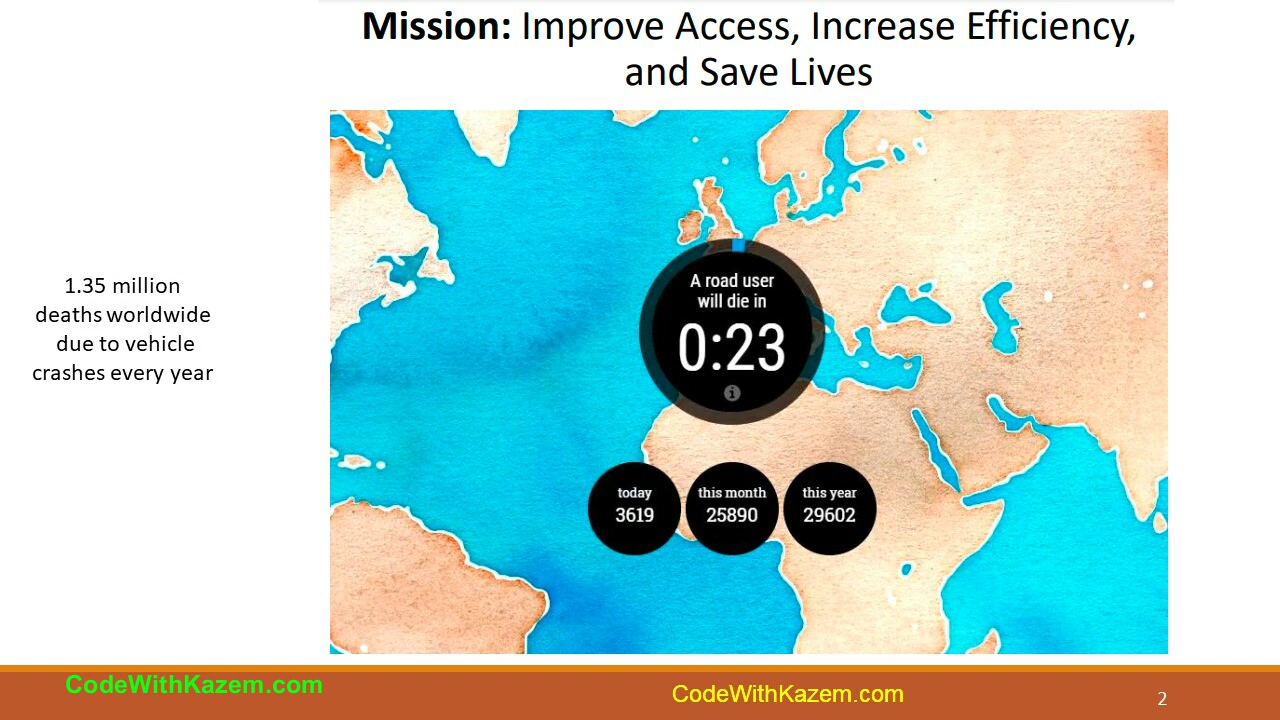 Mission: Improve Access, Increase Efficiency,
and Save Lives
1.35 million
deaths worldwide
due to vehicle
crashes every year
A road user
will die in
0:23
i
today
3619
this month
25890
this year
29602
CodeWithKazem.com
CodeWithKazem.com
2